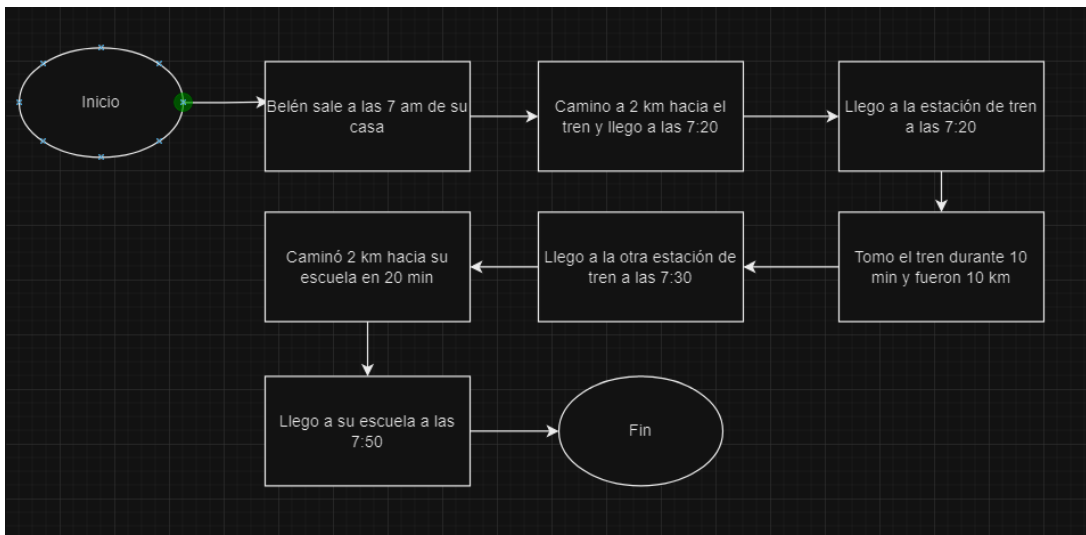 Inicio
Belén sale a las 7 am de su
casa
Camino a 2 km hacia el
tren y llego a las 7:20
Llego a la estación de tren
a las 7:20
Tomo el tren durante 10
min y fueron 10 km
Llego a la otra estación de
tren a las 7:30
Caminó 2 km hacia su
escuela en 20 min
Llego a su escuela a las
7:50
Fin